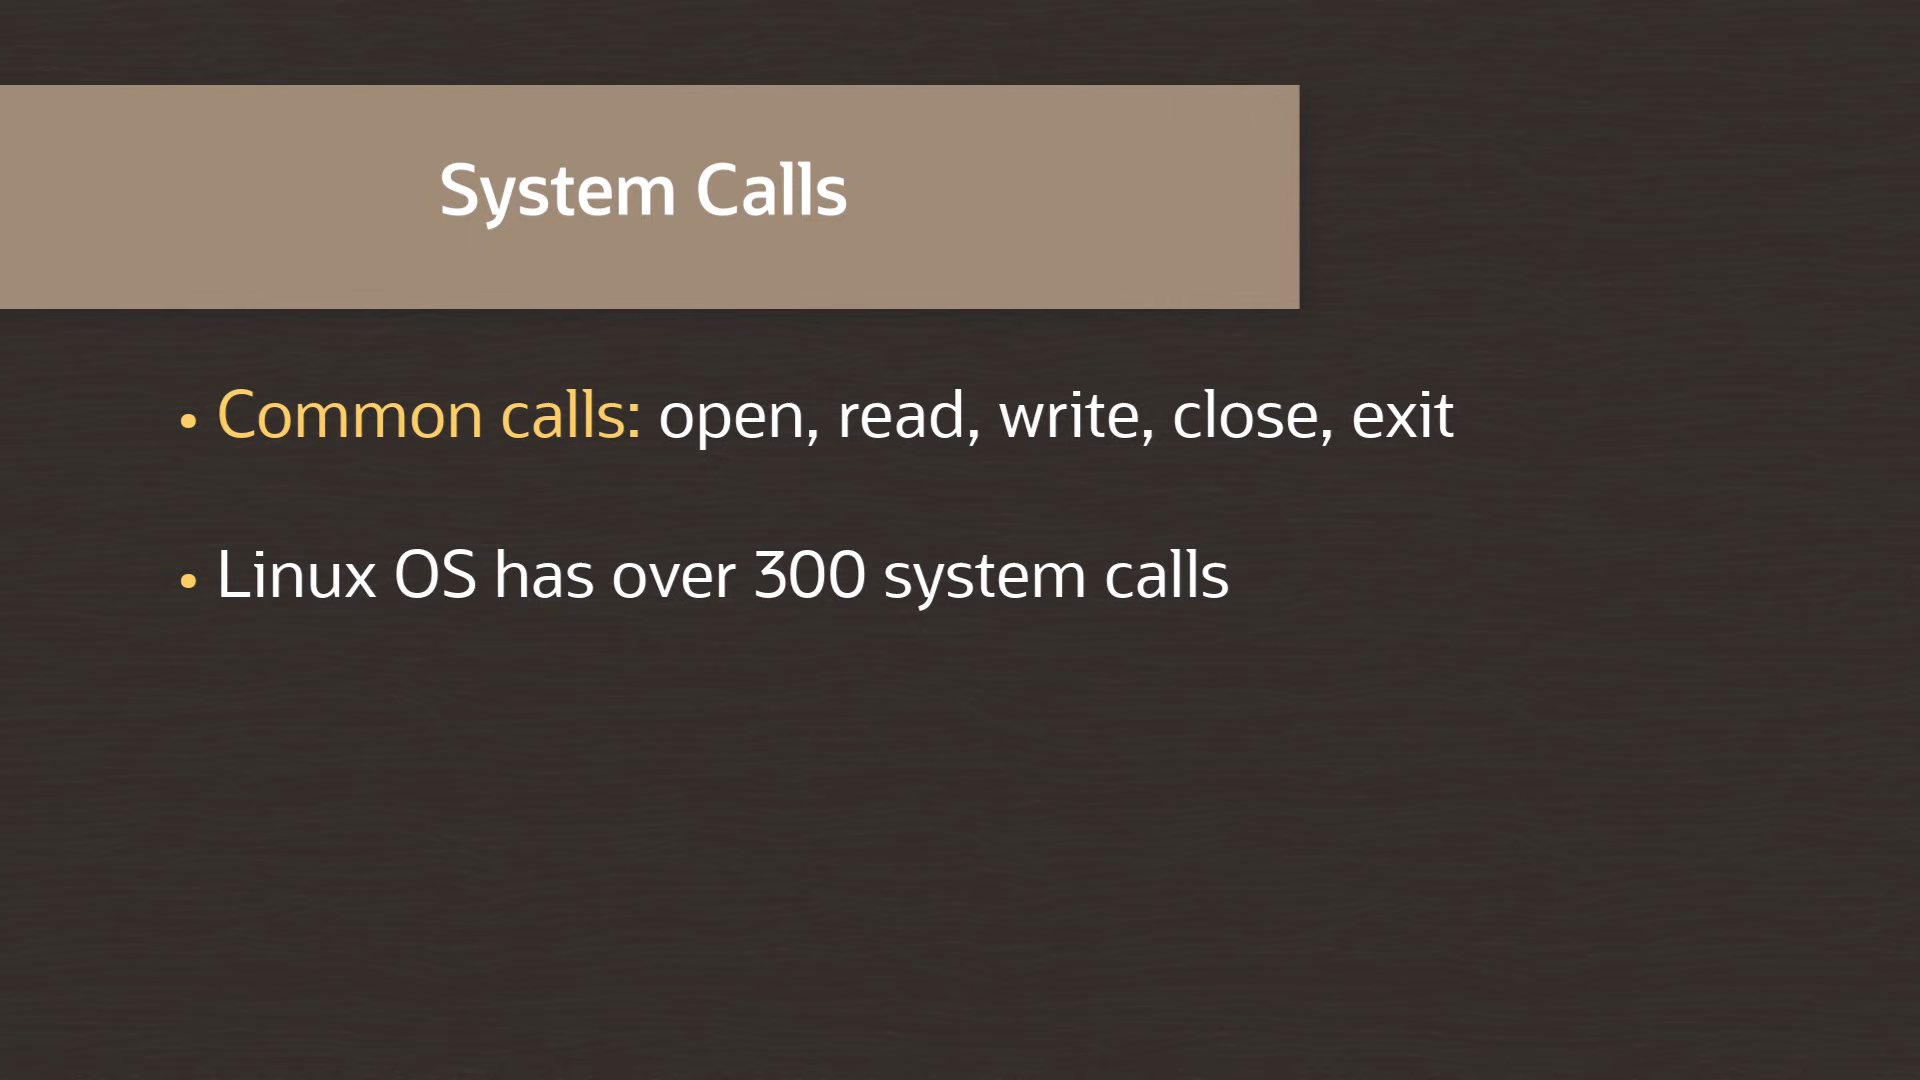 System Calls
• Common calls: open, read, write, close, exit
• Linux OS has over 300 system calls